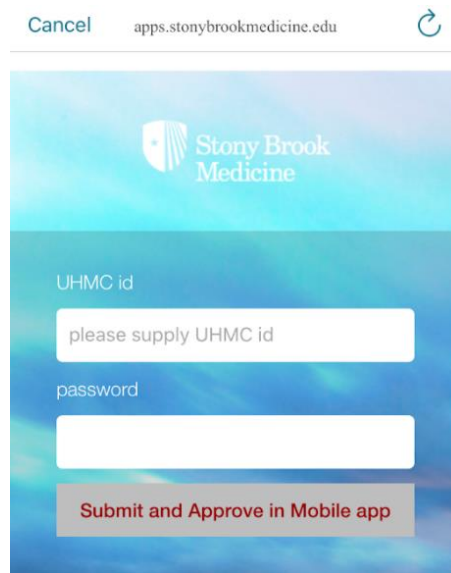 Cancel apps.stonybrookmedicine.edu
Stony Brook
Medicine
UHMC id
please supply UHMC id
password
Submit and Approve in Mobile app